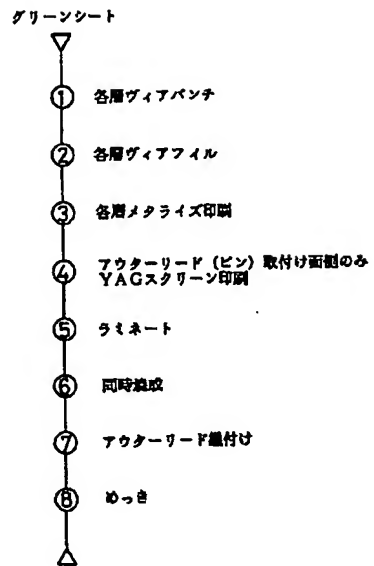 グリーンシート
① 各層ヴィアパンチ
② 各層ヴィアフィル
③ 各層メタライズ印刷
④ アウターリード (ピン) 取付け面側のみ
YAGスクリーン印刷
⑤ ラミネート
⑥ 同時焼成
⑦ アウターリード鑞付け
⑧ めっき